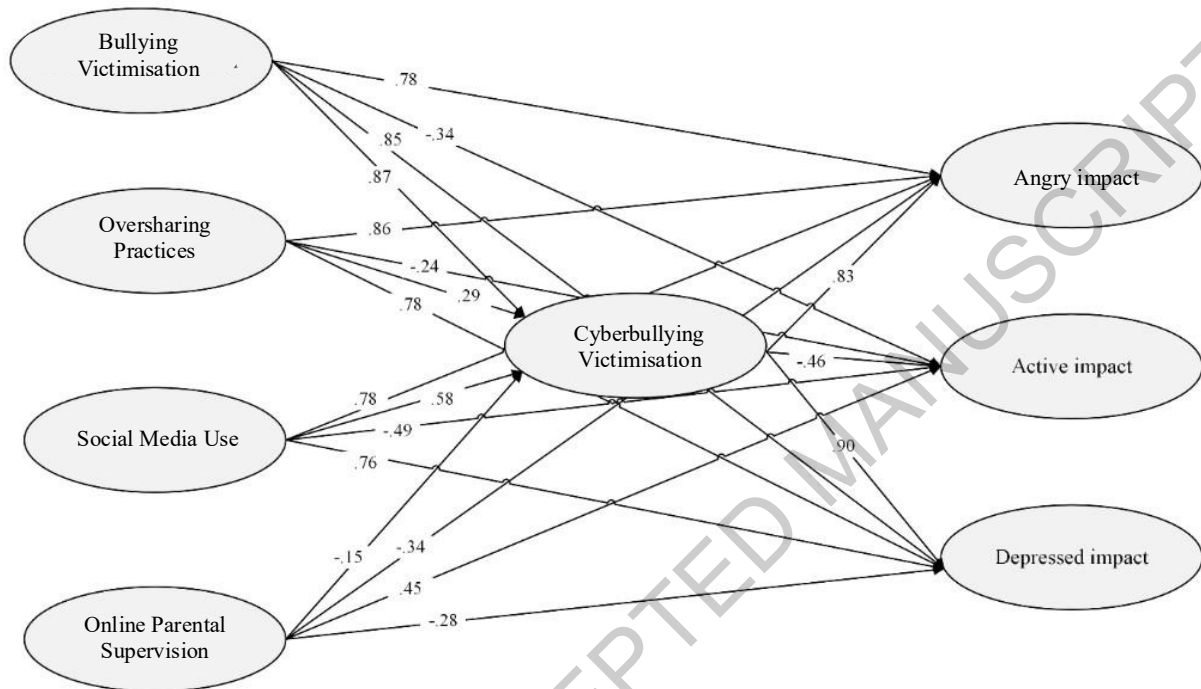 Bullying
Victimisation
.78
-.34
.85
.87
Angry impact
Oversharing
Practices
.86
-.24
.29
.78
.83
Cyberbullying
Victimisation
-.46
Active impact
Social Media Use
.78
.58
-.49
.76
.90
Depressed impact
-.15
-.34
.45
-.28
Online Parental
Supervision
EPTED MANUSCRIPT